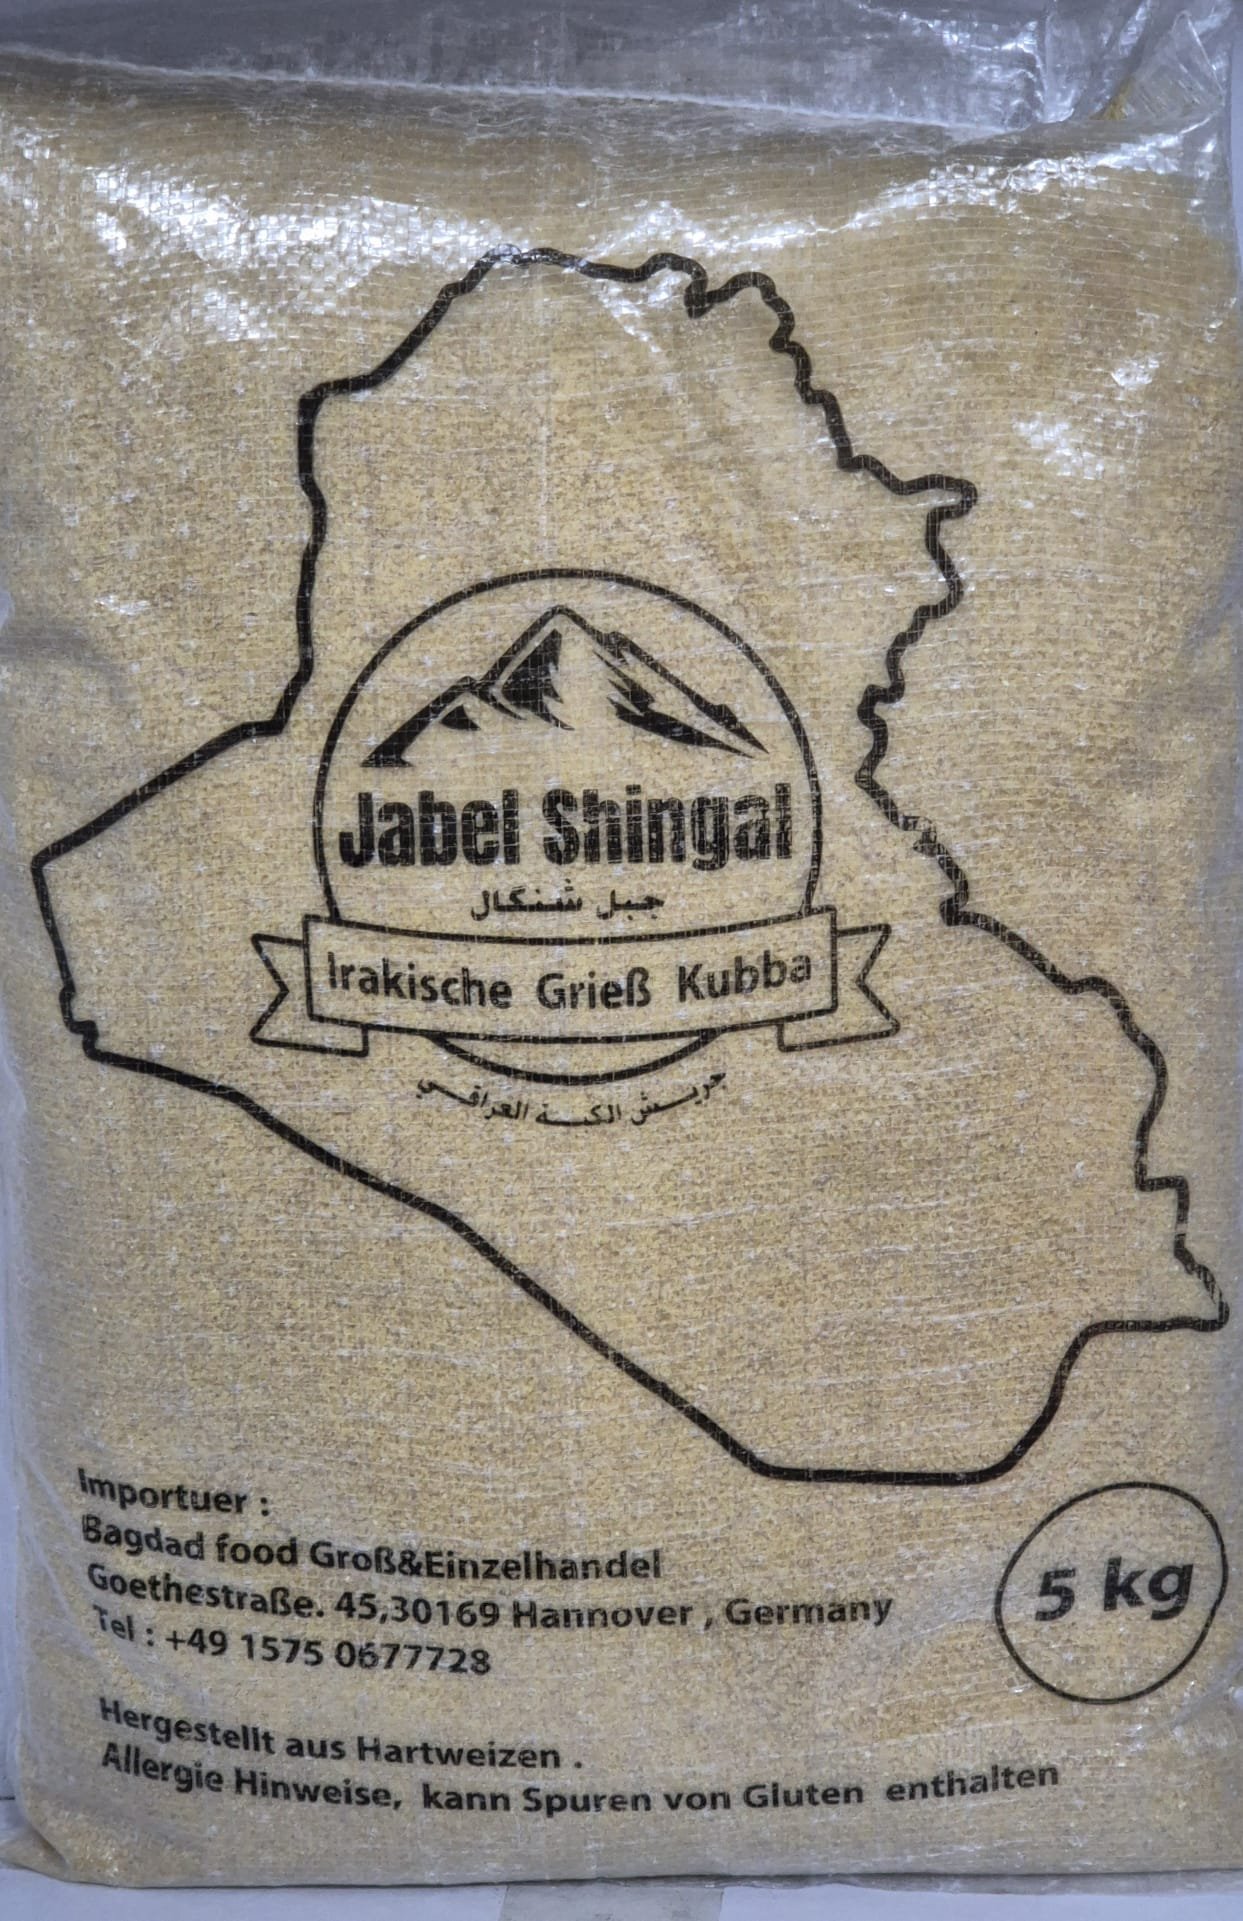 Jabel Shingal
جبل شنگال
Irakische Grieß Kubba
جريش الكبة العراقي
Importuer :
Bagdad food Groß&Einzelhandel
Goethestraße. 45,30169 Hannover , Germany
Tel : +49 1575 0677728
5 kg
Hergestellt aus Hartweizen .
Allergie Hinweise, kann Spuren von Gluten enthalten